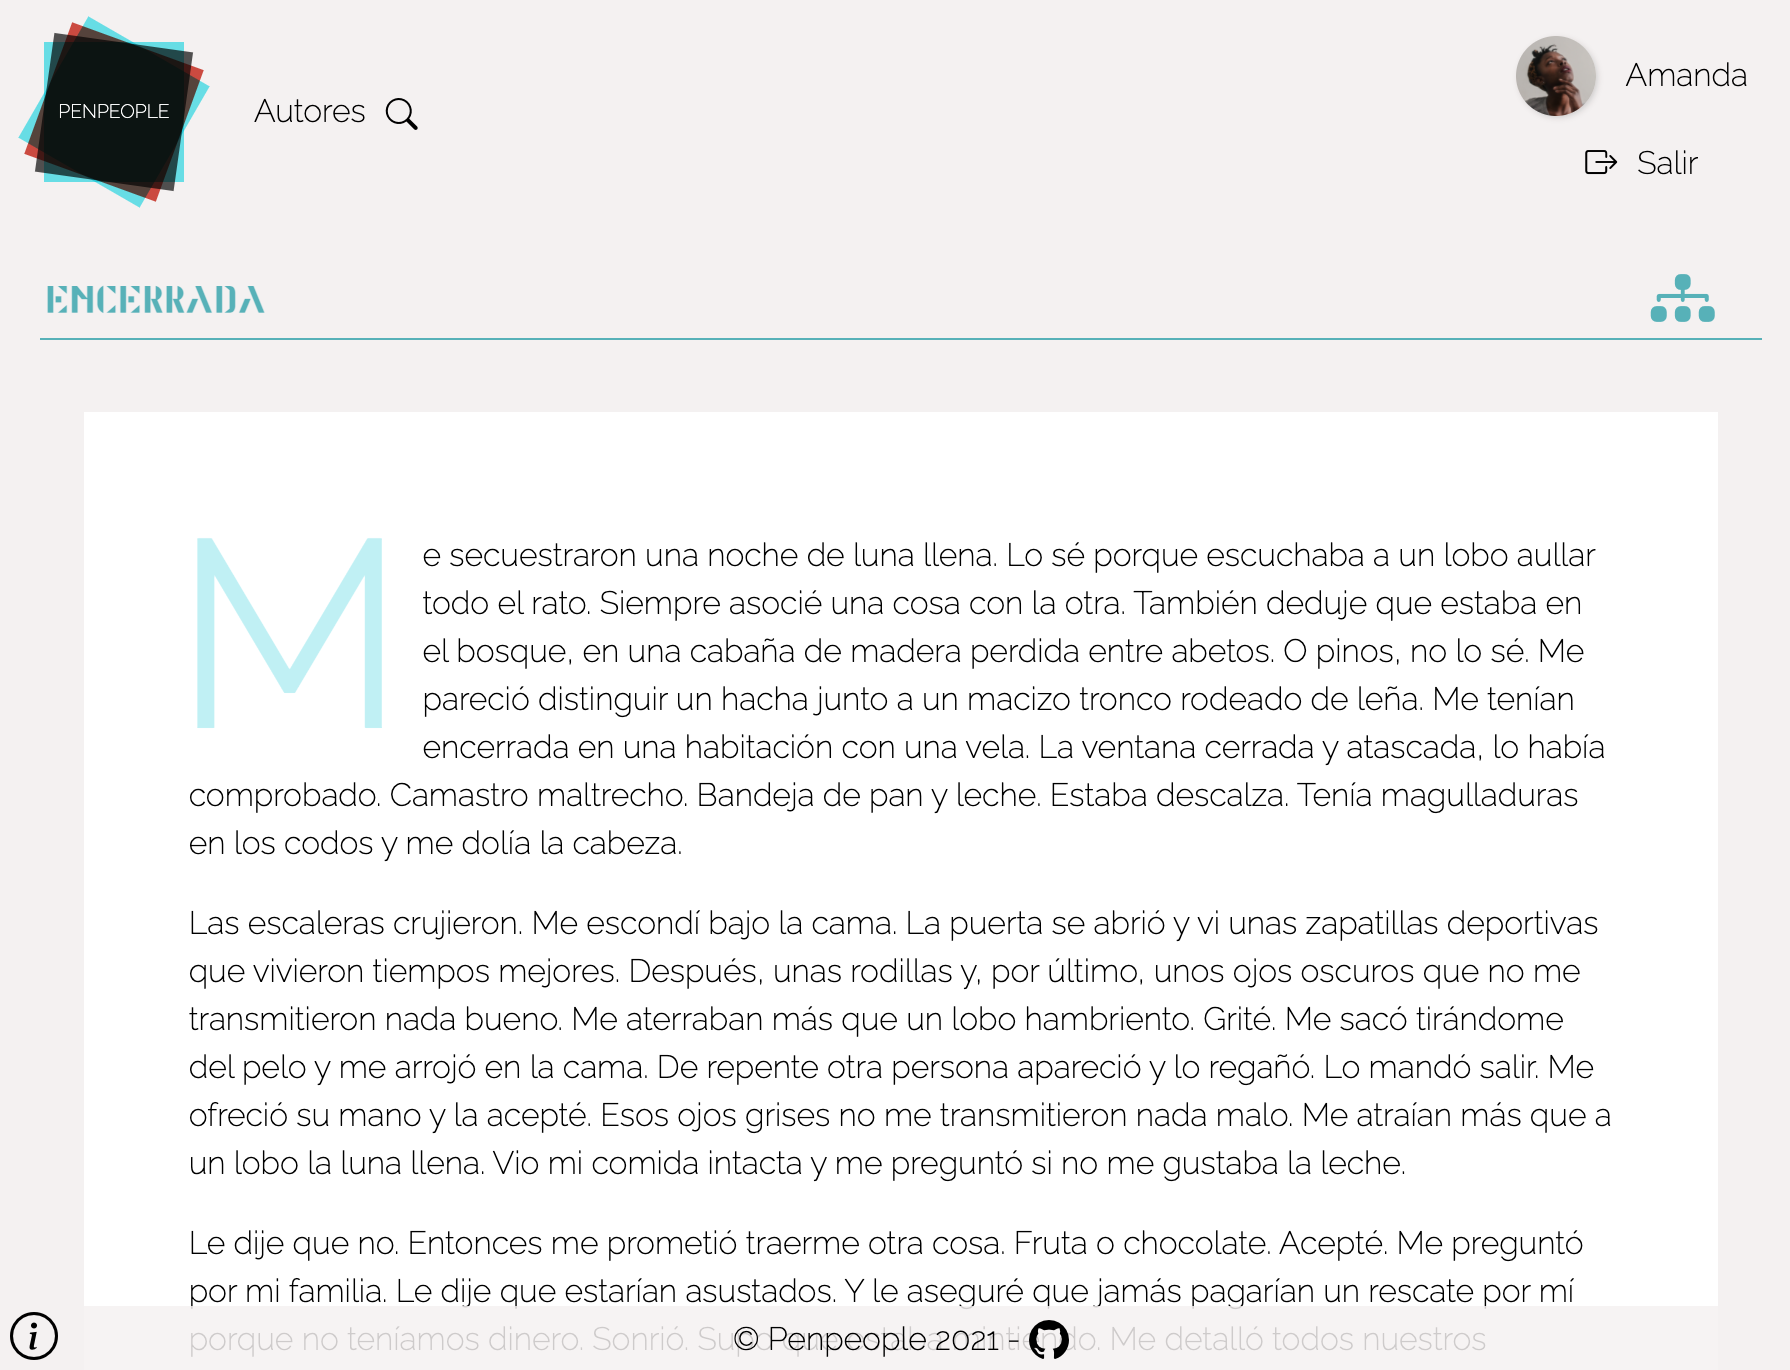 PENPEOPLE
Autores
Amanda
Salir
ENCERRADA
Me secuestraron una noche de luna llena. Lo sé porque escuchaba a un lobo aullar
todo el rato. Siempre asocié una cosa con la otra. También deduje que estaba en
el bosque, en una cabaña de madera perdida entre abetos. O pinos, no lo sé. Me
pareció distinguir un hacha junto a un macizo tronco rodeado de leña. Me tenían
encerrada en una habitación con una vela. La ventana cerrada y atascada, lo había
comprobado. Camastro maltrecho. Bandeja de pan y leche. Estaba descalza. Tenía magulladuras
en los codos y me dolía la cabeza.
Las escaleras crujieron. Me escondí bajo la cama. La puerta se abrió y vi unas zapatillas deportivas
que vivieron tiempos mejores. Después, unas rodillas y, por último, unos ojos oscuros que no me
transmitieron nada bueno. Me aterraban más que un lobo hambriento. Grité. Me sacó tirándome
del pelo y me arrojó en la cama. De repente otra persona apareció y lo regañó. Lo mandó salir. Me
ofreció su mano y la acepté. Esos ojos grises no me transmitieron nada malo. Me atraían más que a
un lobo la luna llena. Vio mi comida intacta y me preguntó si no me gustaba la leche.
Le dije que no. Entonces me prometió traerme otra cosa. Fruta o chocolate. Acepté. Me preguntó
por mi familia. Le dije que estarían asustados. Y le aseguré que jamás pagarían un rescate por mí
porque no teníamos dinero. Sonrió. Me detalló todos nuestros
© Penpeople 2021 -